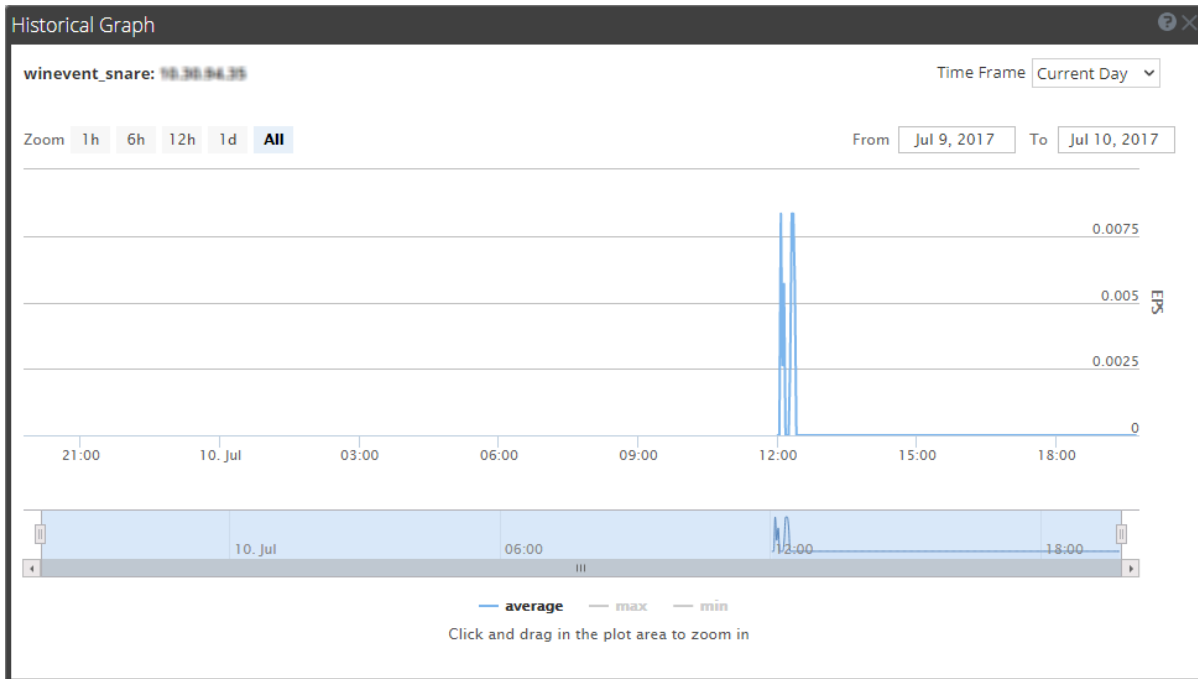 Historical Graph
winevent_snare:
Time Frame Current Day
Zoom 1h 6h 12h 1d All
From Jul 9, 2017 To Jul 10, 2017
0.0075
0.005
EPS
0.0025
0
21:00 10. Jul 03:00 06:00 09:00 12:00 15:00 18:00
10. Jul 06:00 12:00 18:00
average max min
Click and drag in the plot area to zoom in